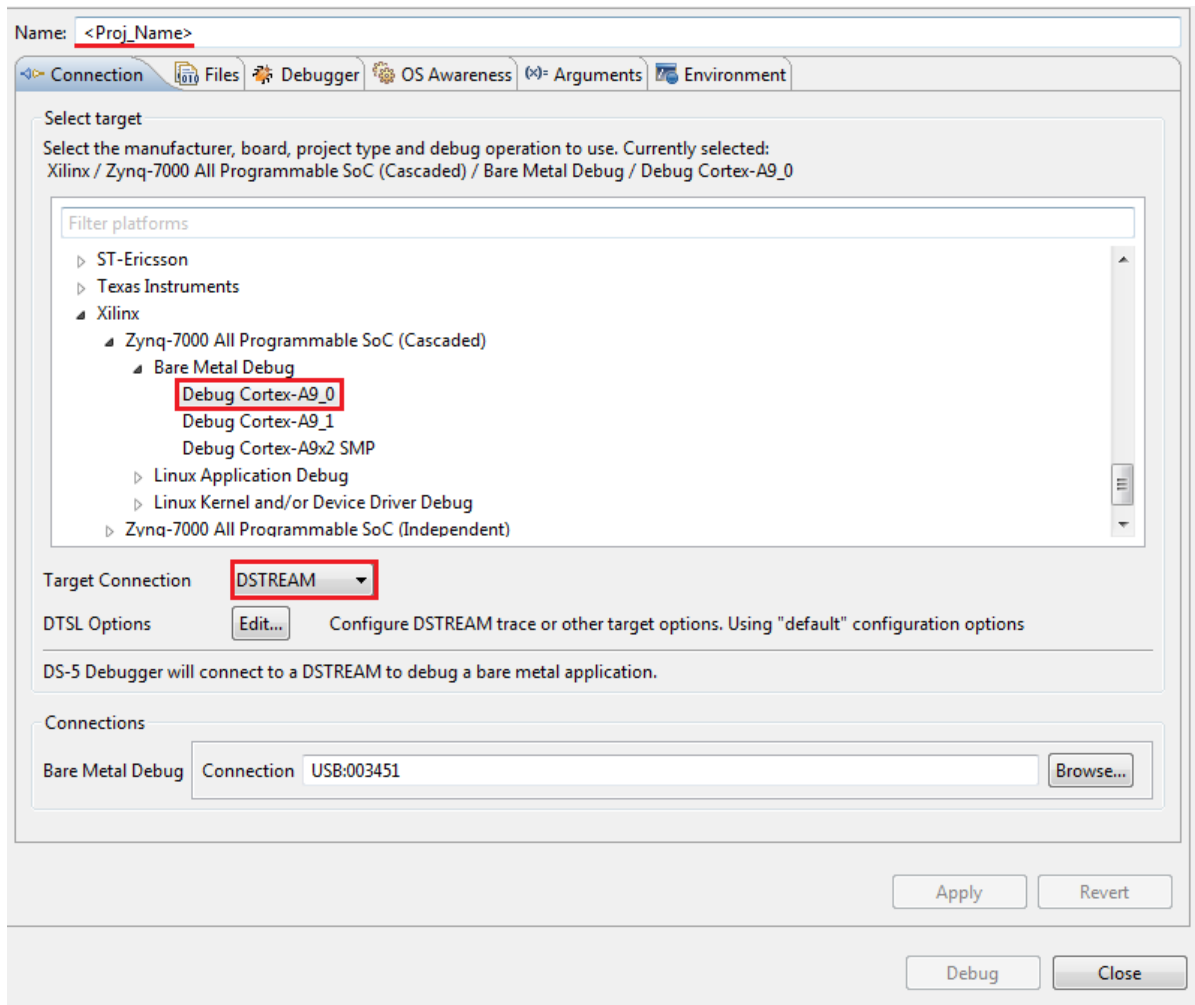 Name: <Proj_Name>
Connection Files Debugger OS Awareness (x)= Arguments Environment
Select target
Select the manufacturer, board, project type and debug operation to use. Currently selected:
Xilinx / Zynq-7000 All Programmable SoC (Cascaded) / Bare Metal Debug / Debug Cortex-A9_0
Filter platforms
ST-Ericsson
Texas Instruments
Xilinx
Zynq-7000 All Programmable SoC (Cascaded)
Bare Metal Debug
Debug Cortex-A9_0
Debug Cortex-A9_1
Debug Cortex-A9x2 SMP
Linux Application Debug
Linux Kernel and/or Device Driver Debug
Zynq-7000 All Programmable SoC (Independent)
Target Connection DSTREAM
DTSL Options Edit... Configure DSTREAM trace or other target options. Using "default" configuration options
DS-5 Debugger will connect to a DSTREAM to debug a bare metal application.
Connections
Bare Metal Debug Connection USB:003451 Browse...
Apply Revert
Debug Close